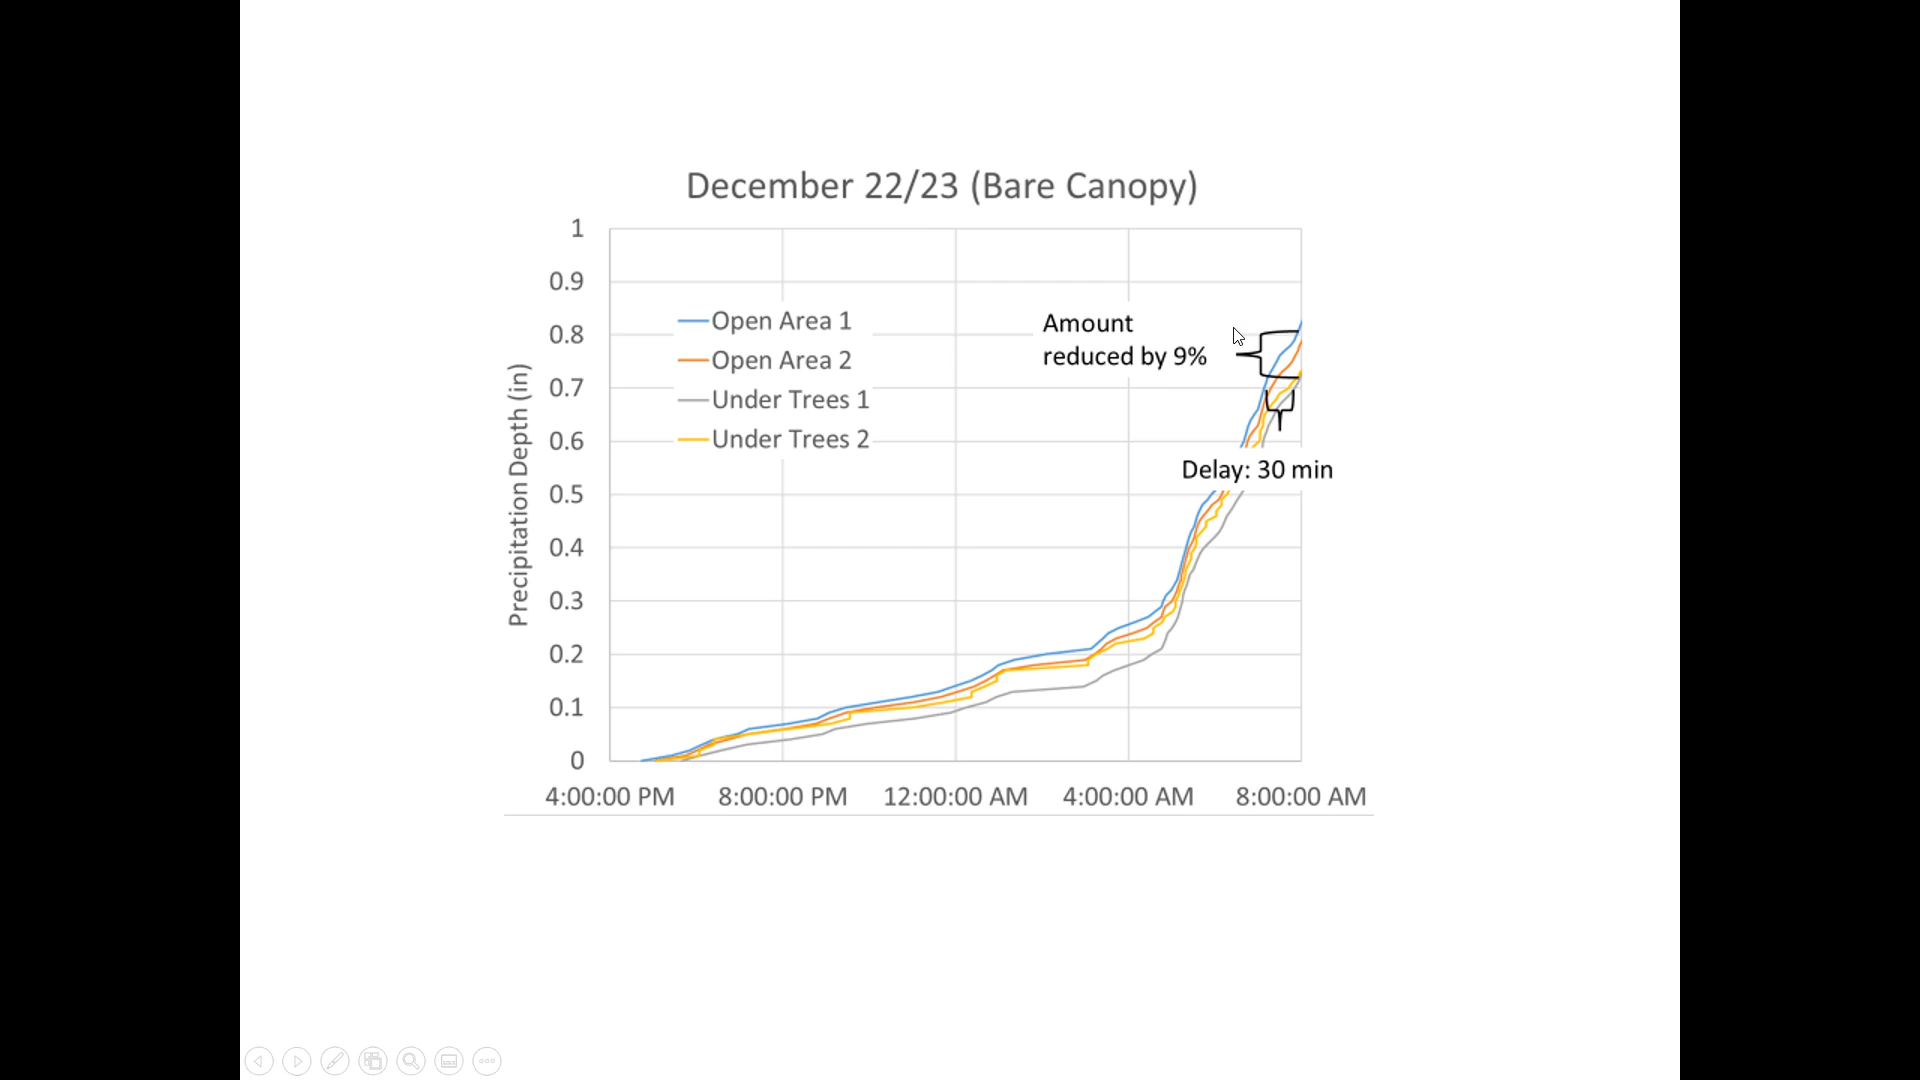 December 22/23 (Bare Canopy)
1
0.9
0.8
0.7
0.6
0.5
0.4
0.3
0.2
0.1
0
Precipitation Depth (in)
Open Area 1
Open Area 2
Under Trees 1
Under Trees 2
Amount
reduced by 9%
Delay: 30 min
4:00:00 PM
8:00:00 PM
12:00:00 AM
4:00:00 AM
8:00:00 AM